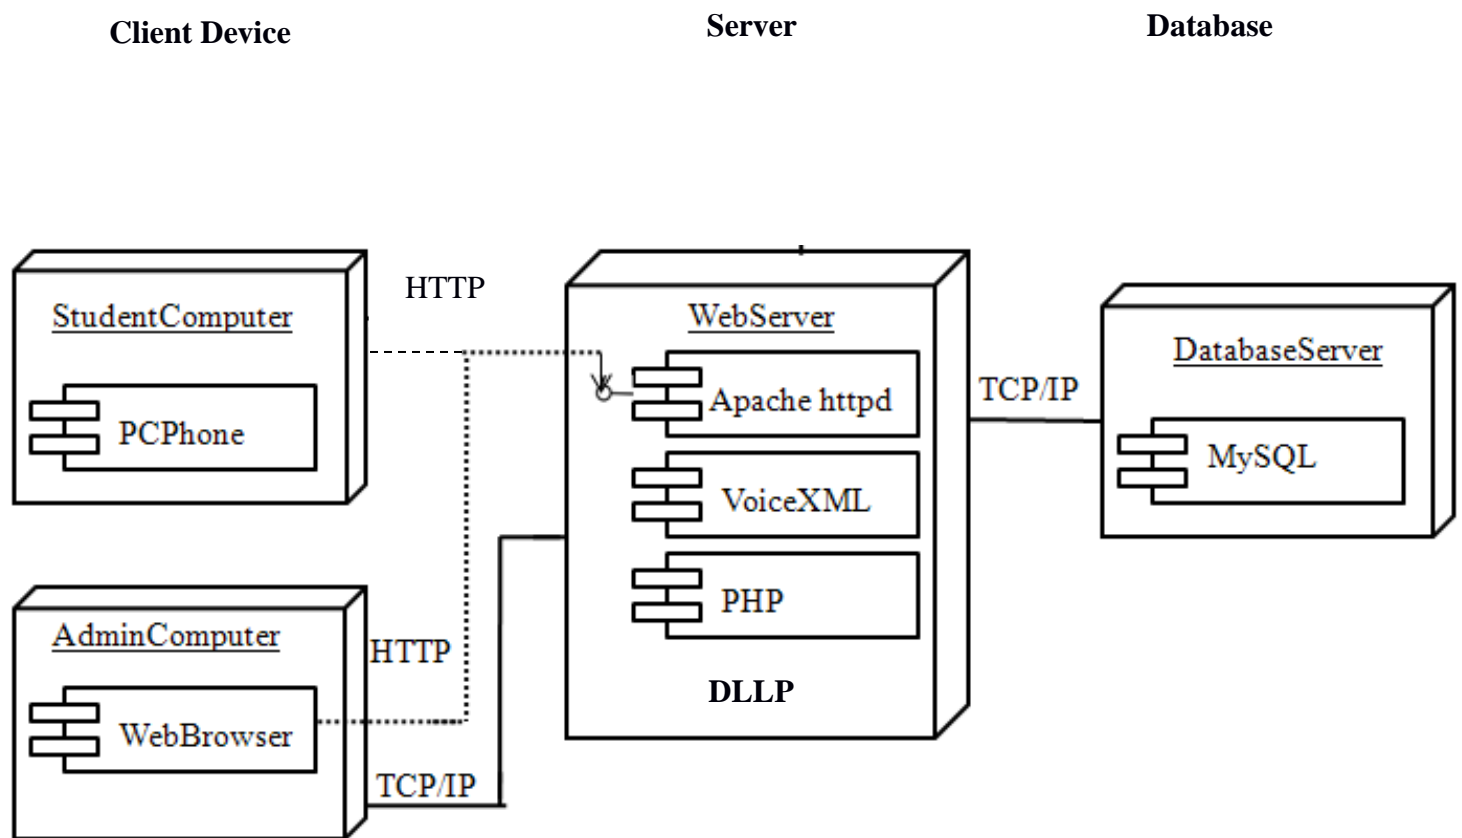 Client Device
Server
Database
StudentComputer
PCPhone
HTTP
WebServer
Apache httpd
VoiceXML
PHP
DLLP
TCP/IP
DatabaseServer
MySQL
AdminComputer
WebBrowser
HTTP
TCP/IP